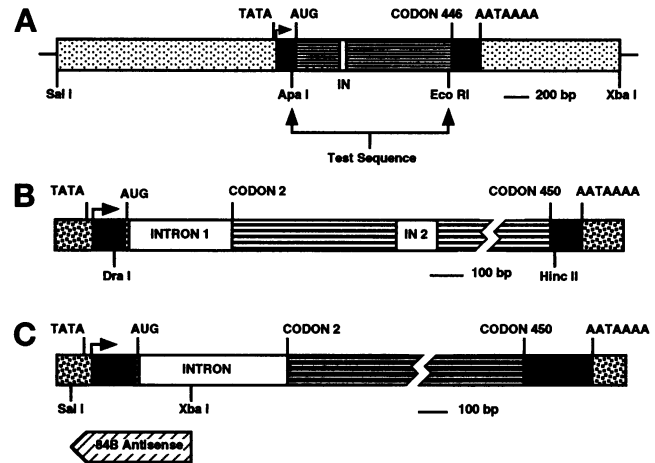 A
TATA AUG CODON 446 AATAAAA
IN
Sal I Apa I Eco RI 200 bp Xba I
Test Sequence
B
TATA AUG CODON 2 CODON 450 AATAAAA
INTRON 1 IN 2
Dra I 100 bp Hinc II
C
TATA AUG CODON 2 CODON 450 AATAAAA
INTRON
Sal I Xba I 100 bp
84B Antisense